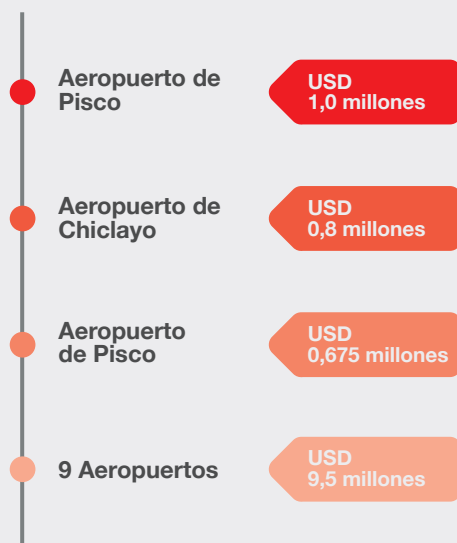 Aeropuerto de
Pisco
USD
1,0 millones
Aeropuerto de
Chiclayo
USD
0,8 millones
Aeropuerto
de Pisco
USD
0,675 millones
9 Aeropuertos
USD
9,5 millones